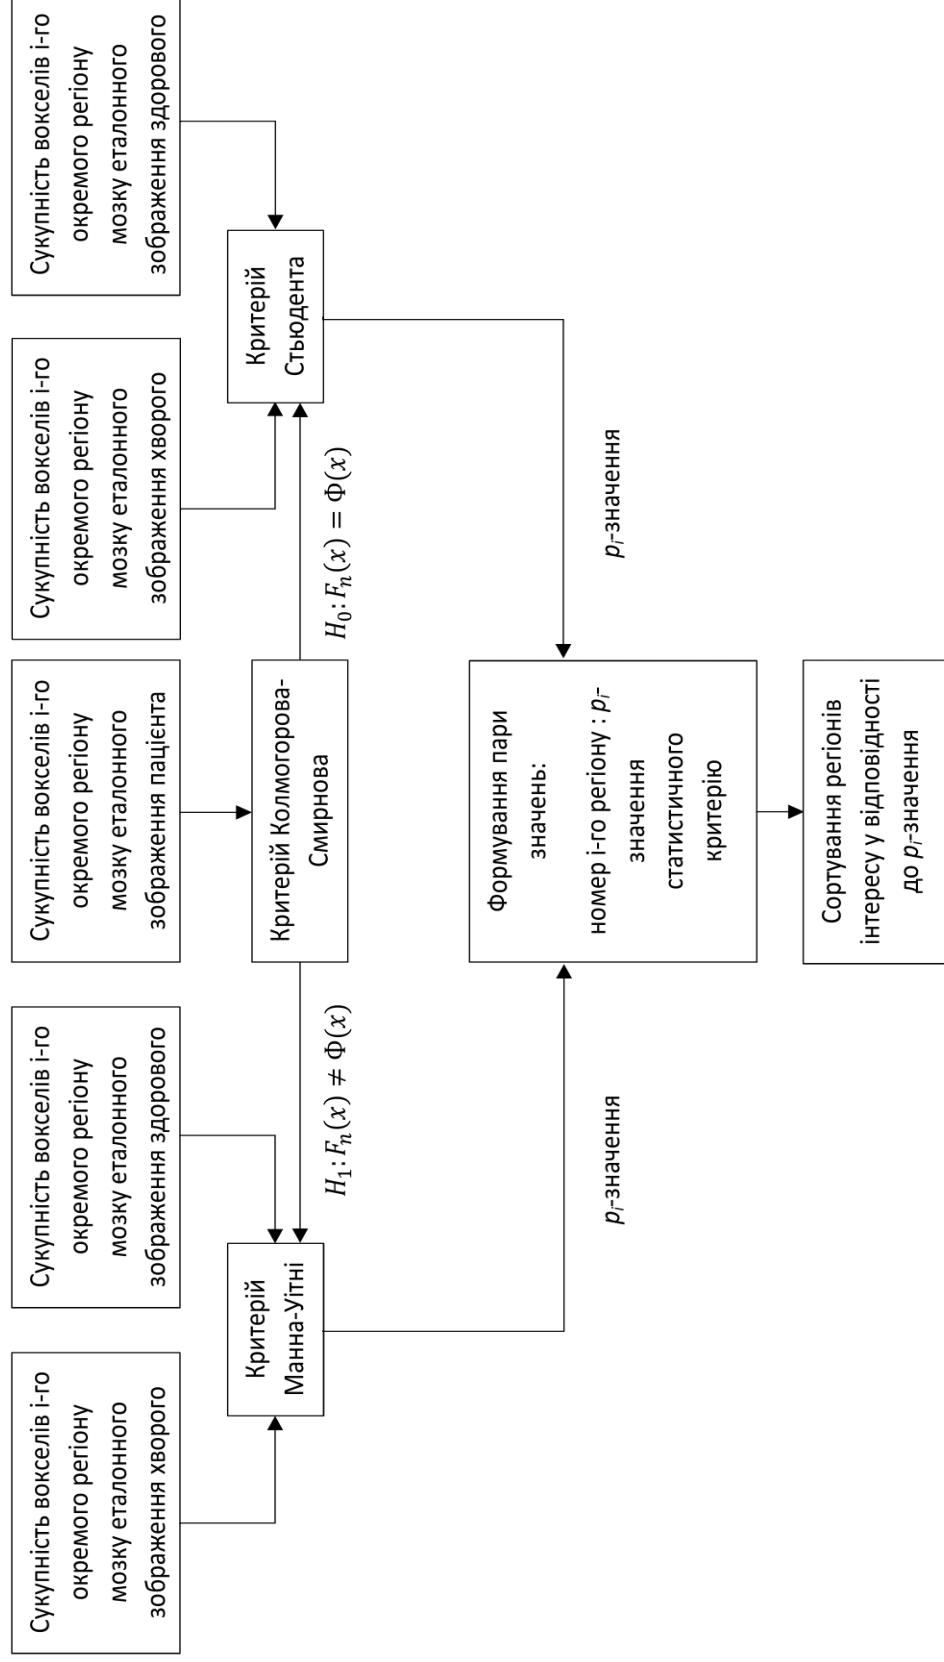 Сукупність вокселів і-го
окремого регіону
мозку еталонного
зображення хворого
Сукупність вокселів і-го
окремого регіону
мозку еталонного
зображення здорового
Сукупність вокселів і-го
окремого регіону
мозку еталонного
зображення пацієнта
Сукупність вокселів і-го
окремого регіону
мозку еталонного
зображення хворого
Сукупність вокселів і-го
окремого регіону
мозку еталонного
зображення здорового
Критерій
Манна-Уітні
H₁: Fₙ(x) ≠ Φ(x)
Критерій Колмогорова-
Смирнова
H₀: Fₙ(x) = Φ(x)
Критерій
Стьюдента
pᵢ-значення
Формування пари
значень:
номер і-го регіону : pᵢ-
значення
статистичного
критерію
pᵢ-значення
Сортування регіонів
інтересу у відповідності
до pᵢ-значення